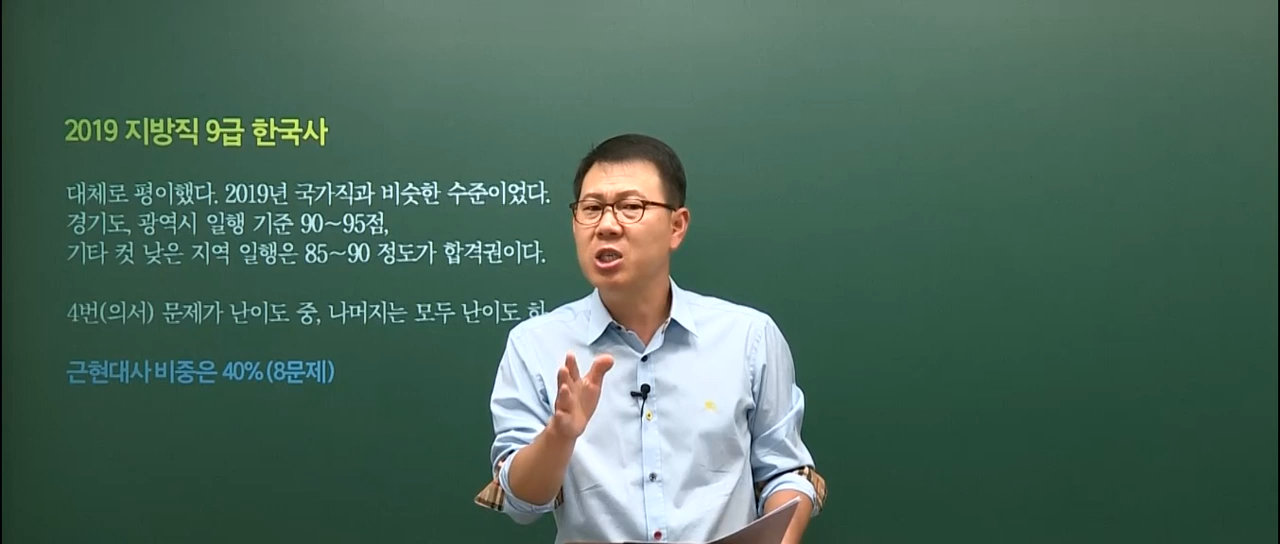 2019 지방직 9급 한국사
대체로 평이했다. 2019년 국가직과 비슷한 수준이었다.
경기도, 광역시 일행 기준 90~95점,
기타 컷 낮은 지역 일행은 85~90 정도가 합격권이다.
4번(의서) 문제가 난이도 중, 나머지는 모두 난이도
근현대사 비중은 40% (8문제)